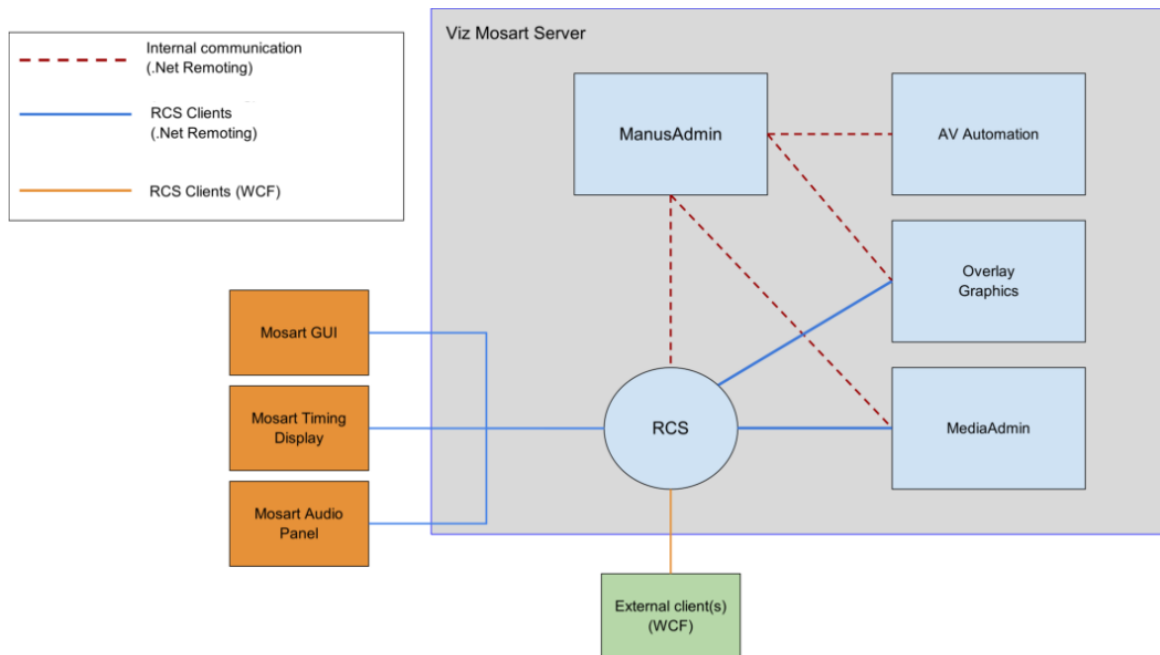 Viz Mosart Server
Internal communication
(.Net Remoting)
RCS Clients
(.Net Remoting)
RCS Clients (WCF)
ManusAdmin
AV Automation
Overlay
Graphics
Mosart GUI
Mosart Timing
Display
RCS
MediaAdmin
Mosart Audio
Panel
External client(s)
(WCF)